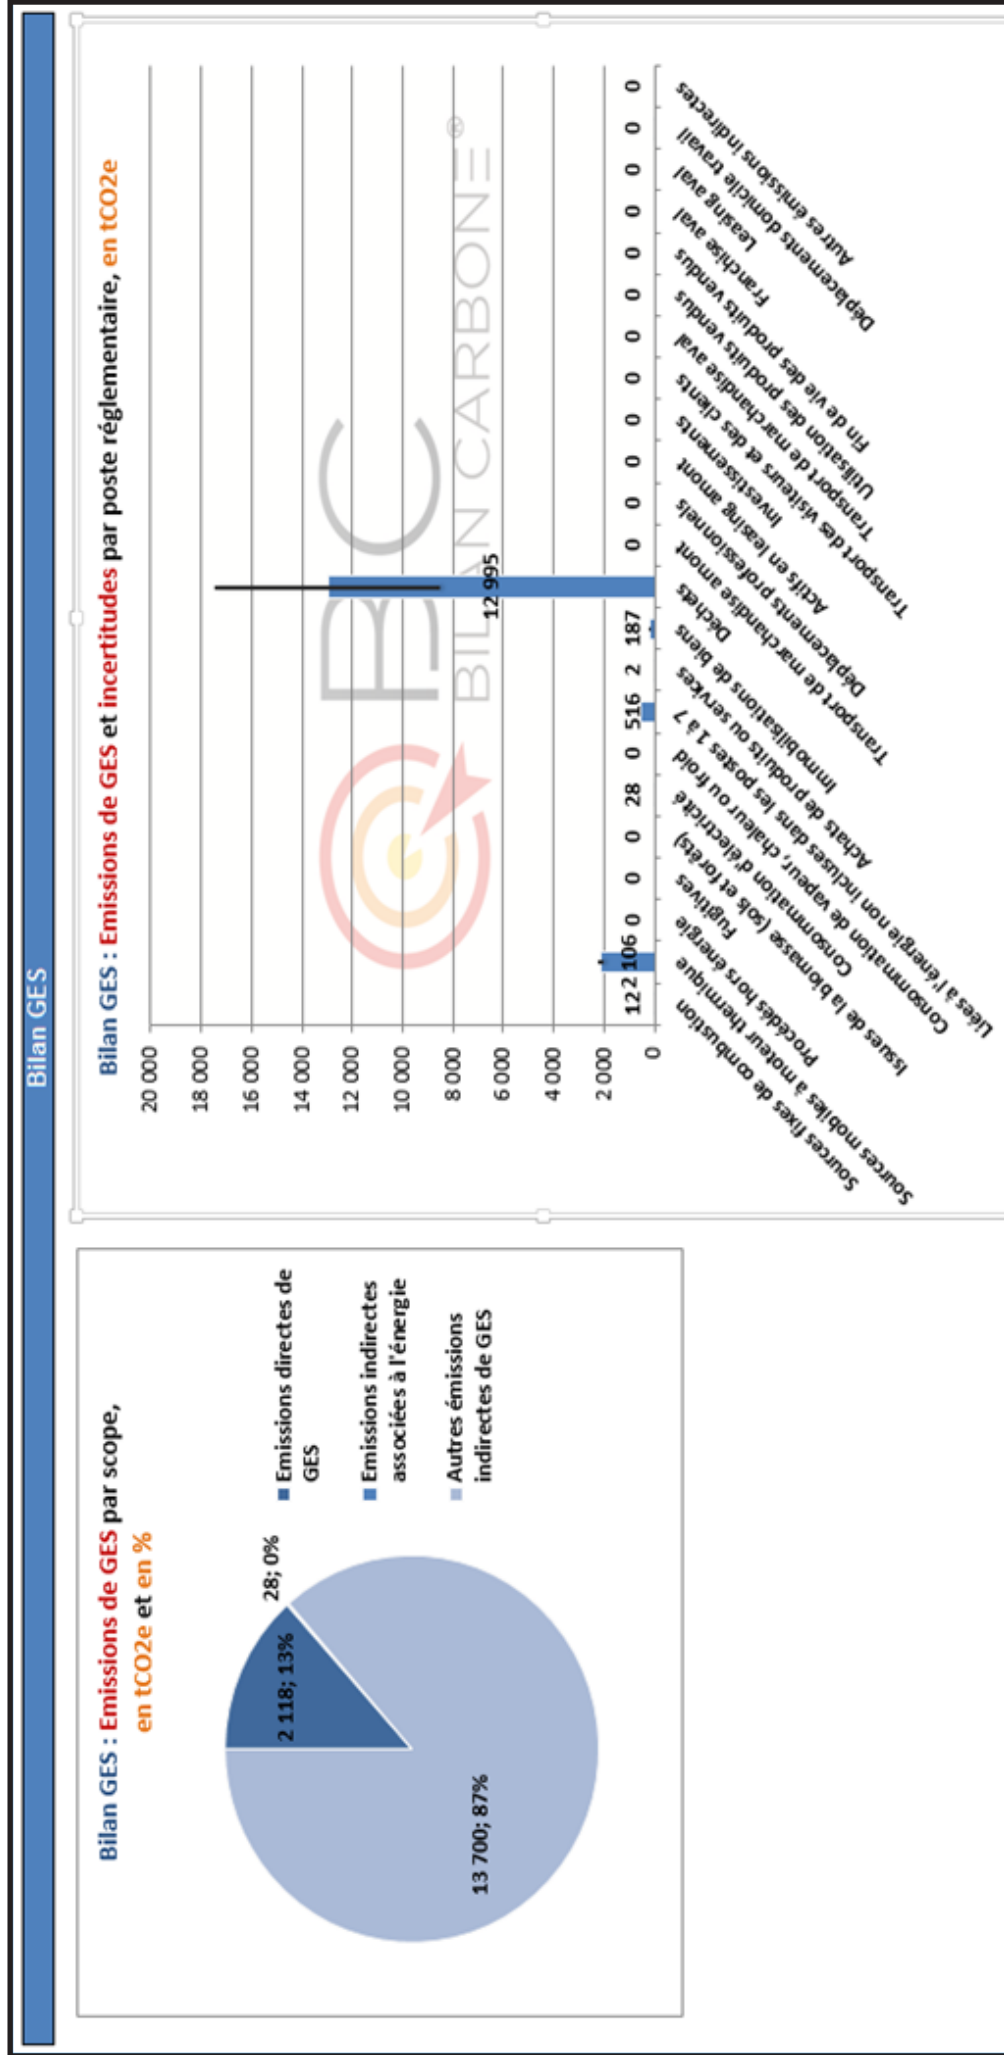 Bilan GES
Bilan GES : Emissions de GES par scope,
en tCO2e et en %
28; 0%
2 118; 13%
13 700; 87%
Emissions directes de
GES
Emissions indirectes
associées à l'énergie
Autres émissions
indirectes de GES
Bilan GES : Emissions de GES et incertitudes par poste réglementaire, en tCO2e
20 000
18 000
16 000
14 000
12 000
10 000
8 000
6 000
4 000
2 000
0
BC
BILAN CARBONE®
12 2 106 0 0 0 28 0 516 2 187 12 995 0 0 0 0 0 0 0 0 0 0 0 0
Sources fixes de combustion
Sources mobiles à moteur thermique
Procédés hors énergie
Fugitives
Issues de la biomasse (sols et forêts)
Consommation d'électricité
Consommation de vapeur, chaleur ou froid
Liées à l'énergie non incluses dans les postes 1 à 7
Achats de produits ou services
Immobilisations de biens
Déchets
Transport de marchandise amont
Déplacements professionnels
Actifs en leasing amont
Investissements
Transport des visiteurs et des clients
Transport de marchandise aval
Utilisation des produits vendus
Fin de vie des produits vendus
Franchise aval
Leasing aval
Déplacements domicile travail
Autres émissions indirectes